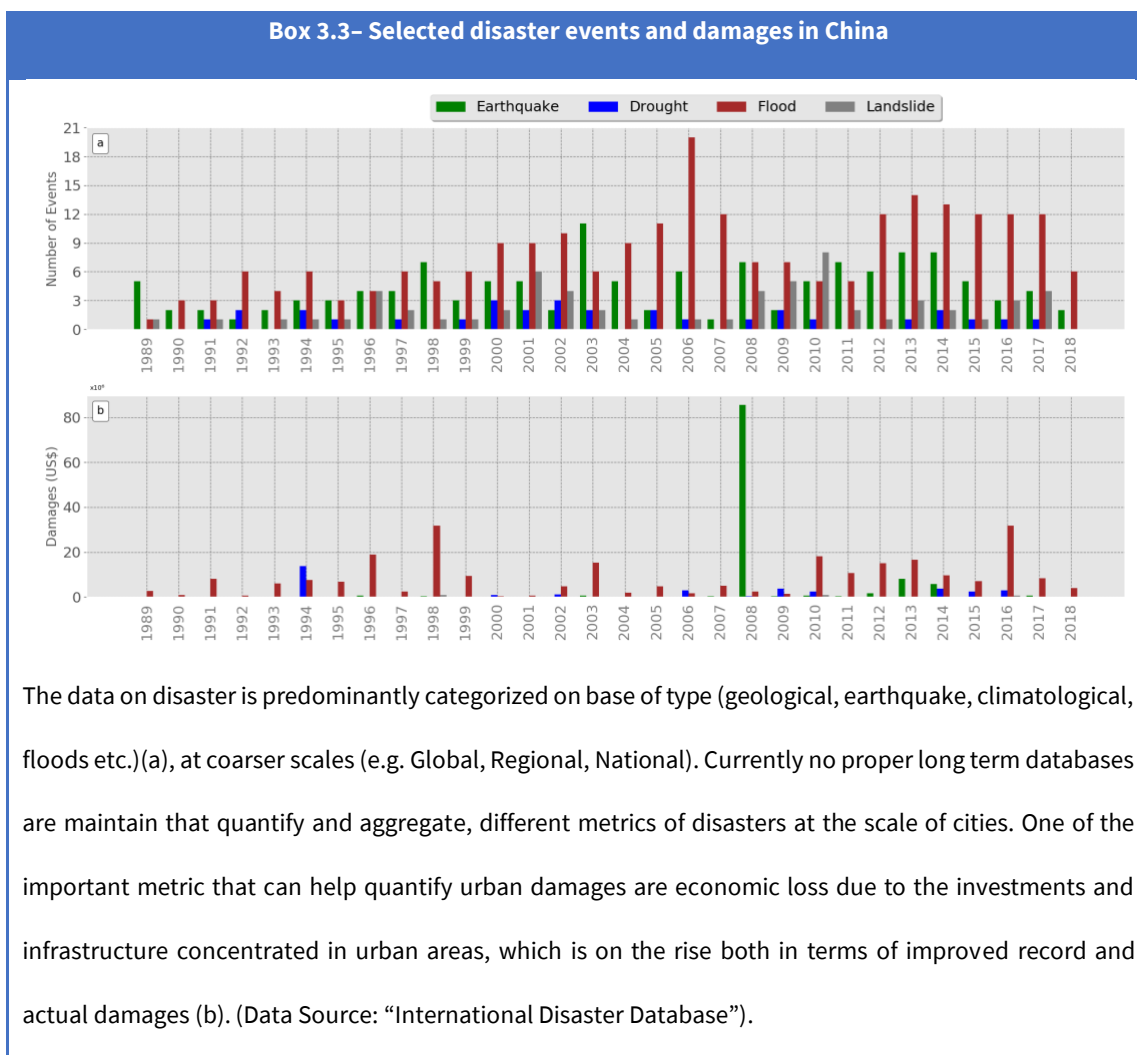 Box 3.3– Selected disaster events and damages in China
Earthquake Drought Flood Landslide
a
Number of Events
21
18
15
12
9
6
3
0
1989 1990 1991 1992 1993 1994 1995 1996 1997 1998 1999 2000 2001 2002 2003 2004 2005 2006 2007 2008 2009 2010 2011 2012 2013 2014 2015 2016 2017 2018
b
Damages (US$)
80
60
40
20
0
1989 1990 1991 1992 1993 1994 1995 1996 1997 1998 1999 2000 2001 2002 2003 2004 2005 2006 2007 2008 2009 2010 2011 2012 2013 2014 2015 2016 2017 2018
The data on disaster is predominantly categorized on base of type (geological, earthquake, climatological,
floods etc.)(a), at coarser scales (e.g. Global, Regional, National). Currently no proper long term databases
are maintain that quantify and aggregate, different metrics of disasters at the scale of cities. One of the
important metric that can help quantify urban damages are economic loss due to the investments and
infrastructure concentrated in urban areas, which is on the rise both in terms of improved record and
actual damages (b). (Data Source: “International Disaster Database”).